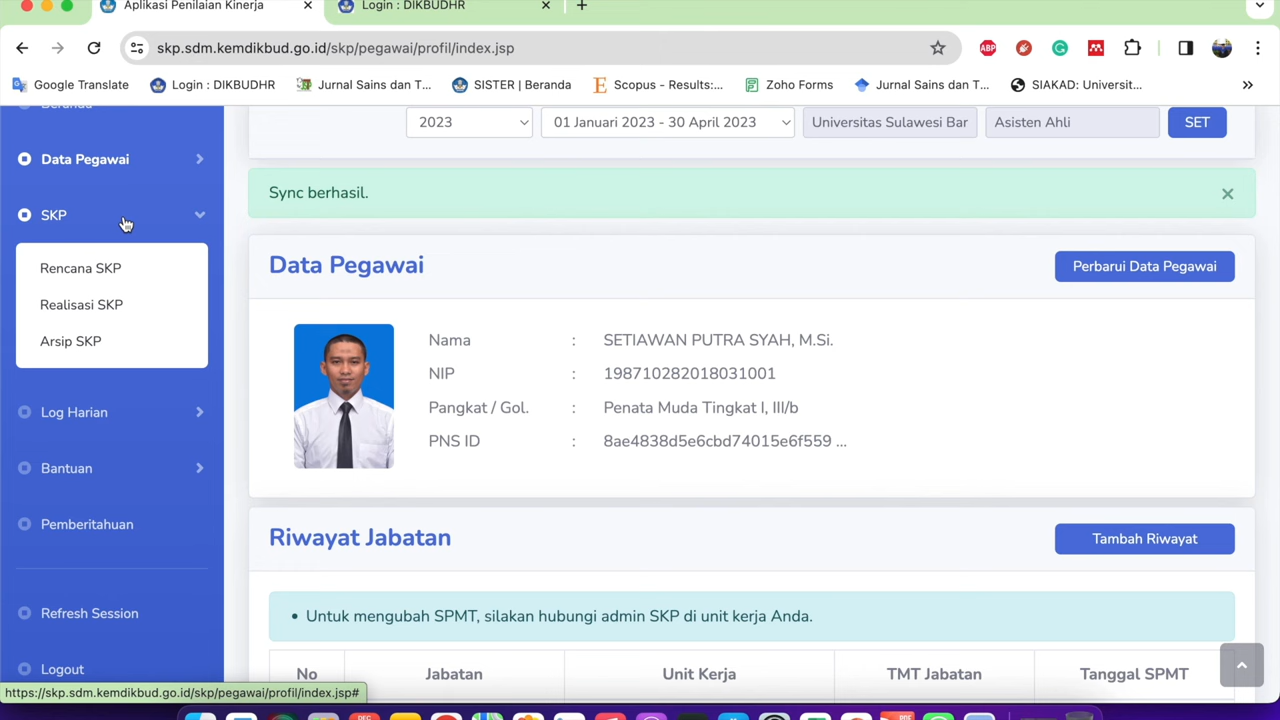 Aplikasi Penilaian Kinerja
Login : DIKBUDHR
skp.sdm.kemdikbud.go.id/skp/pegawai/profil/index.jsp
ABP
Google Translate
Login : DIKBUDHR
Jurnal Sains dan T...
SISTER | Beranda
Scopus - Results:...
Zoho Forms
Jurnal Sains dan T...
SIAKAD: Universit...
Beranda
2023
01 Januari 2023 - 30 April 2023
Universitas Sulawesi Bar
Asisten Ahli
SET
Data Pegawai
Sync berhasil.
SKP
Rencana SKP
Realisasi SKP
Arsip SKP
Log Harian
Bantuan
Pemberitahuan
Refresh Session
Logout
Data Pegawai
Perbarui Data Pegawai
Nama : SETIAWAN PUTRA SYAH, M.Si.
NIP : 198710282018031001
Pangkat / Gol. : Penata Muda Tingkat I, III/b
PNS ID : 8ae4838d5e6cbd74015e6f559 ...
Riwayat Jabatan
Tambah Riwayat
• Untuk mengubah SPMT, silakan hubungi admin SKP di unit kerja Anda.
No Jabatan Unit Kerja TMT Jabatan Tanggal SPMT
https://skp.sdm.kemdikbud.go.id/skp/pegawai/profil/index.jsp#